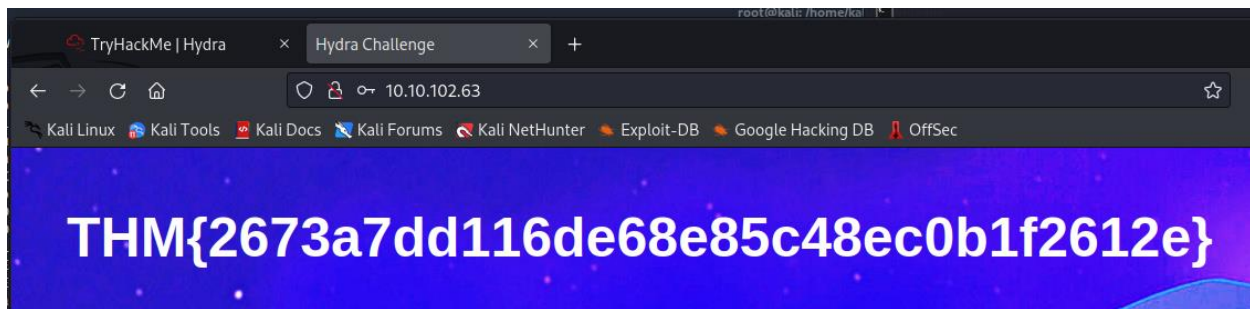 root@kali: /home/kal
TryHackMe | Hydra
Hydra Challenge
10.10.102.63
Kali Linux Kali Tools Kali Docs Kali Forums Kali NetHunter Exploit-DB Google Hacking DB OffSec
THM{2673a7dd116de68e85c48ec0b1f2612e}